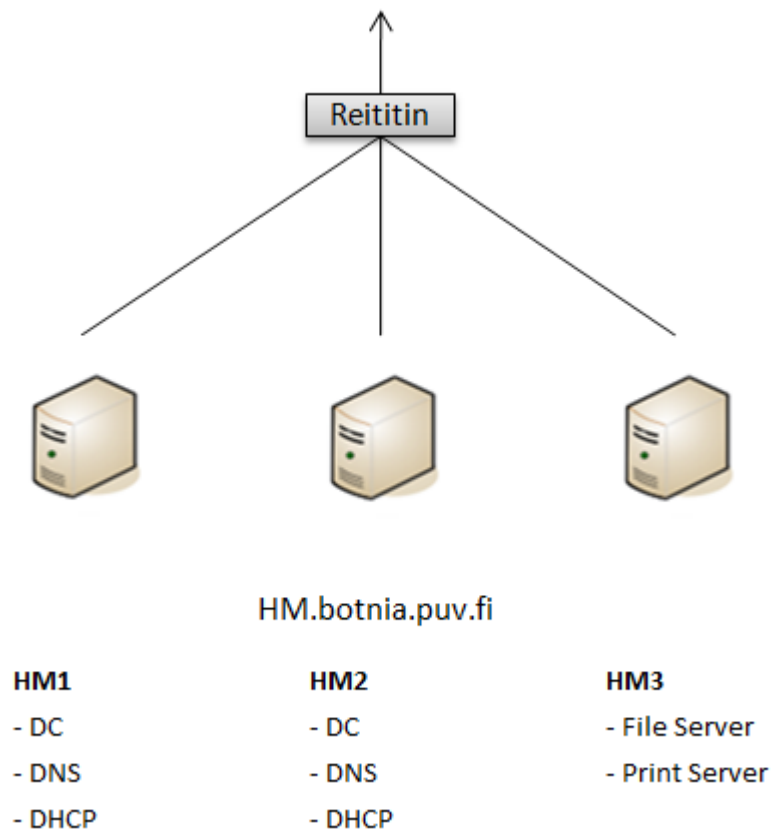 Reititin
HM.botnia.puv.fi
HM1
- DC
- DNS
- DHCP
HM2
- DC
- DNS
- DHCP
HM3
- File Server
- Print Server